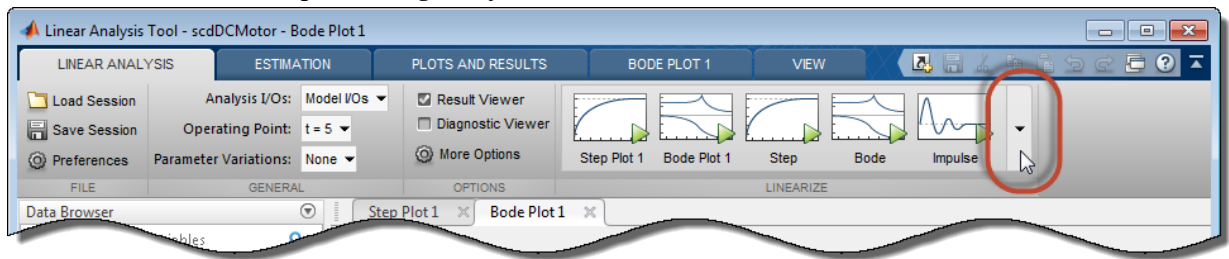 Linear Analysis Tool - scdDCMotor - Bode Plot 1
LINEAR ANALYSIS ESTIMATION PLOTS AND RESULTS BODE PLOT 1 VIEW
Load Session Analysis I/Os: Model I/Os Result Viewer
Save Session Operating Point: t = 5 Diagnostic Viewer
Preferences Parameter Variations: None More Options
Step Plot 1 Bode Plot 1 Step Bode Impulse
FILE GENERAL OPTIONS LINEARIZE
Data Browser Step Plot 1 Bode Plot 1